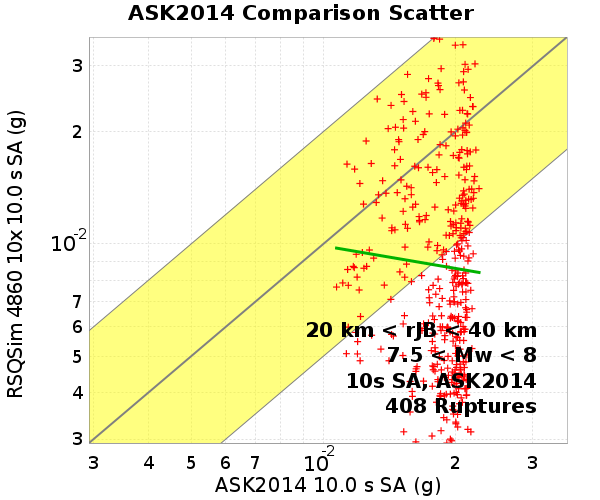 ASK2014 Comparison Scatter
RSQSim 4860 10x 10.0 s SA (g)
3
2
10-2
7
6
5
4
3
20 km < rJB < 40 km
7.5 < Mw < 8
10s SA, ASK2014
408 Ruptures
3 4 5 6 7 10-2 2 3
ASK2014 10.0 s SA (g)